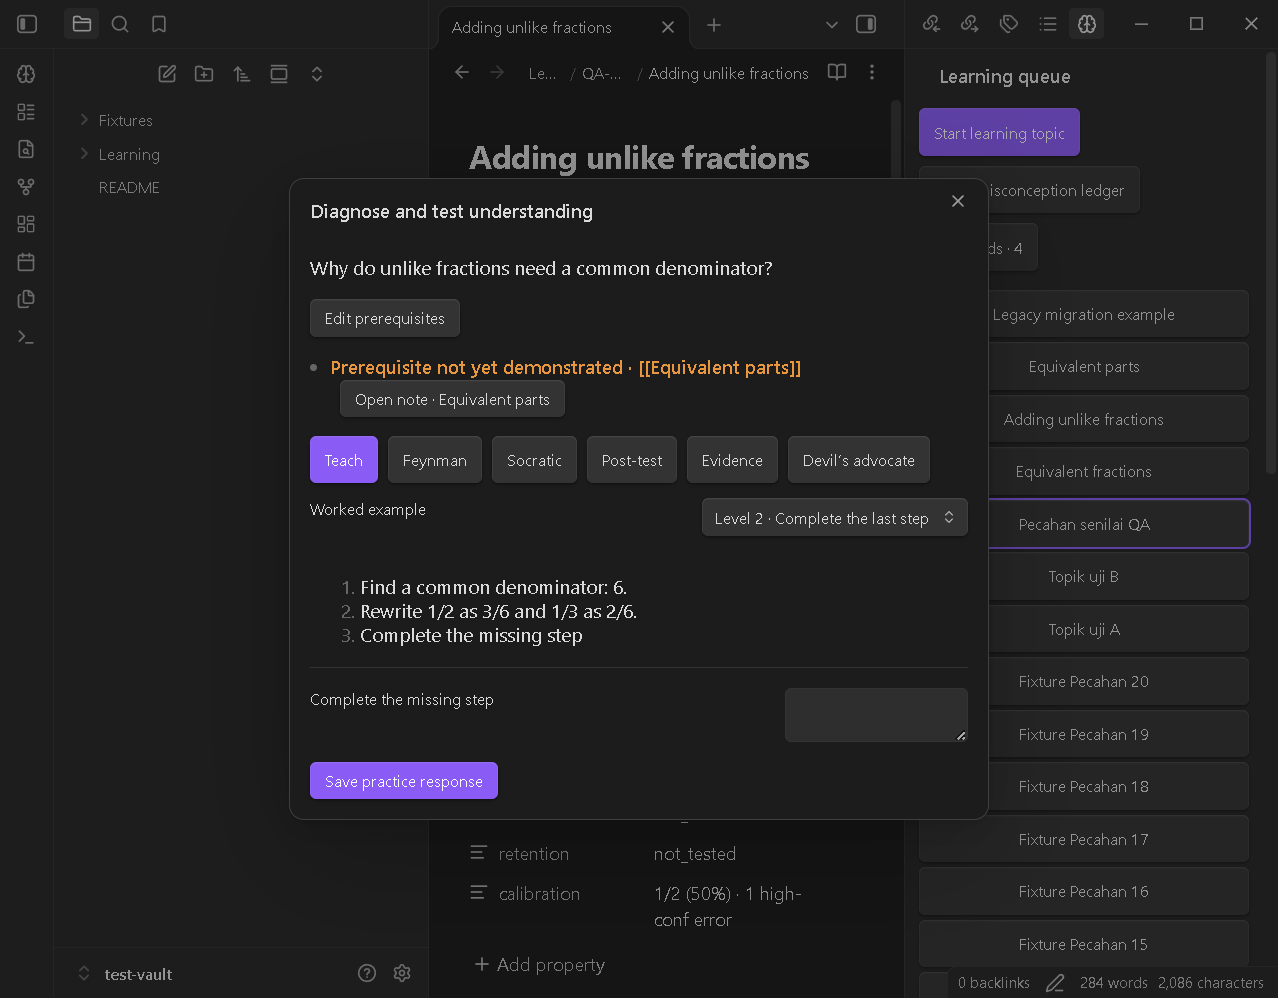 Adding unlike fractions
Le... / QA-... / Adding unlike fractions
Fixtures
Learning
README
Adding unlike fractions
Learning queue
Start learning topic
isconception ledger
ds · 4
Legacy migration example
Equivalent parts
Adding unlike fractions
Equivalent fractions
Pecahan senilai QA
Topik uji B
Topik uji A
Fixture Pecahan 20
Fixture Pecahan 19
Fixture Pecahan 18
Fixture Pecahan 17
Fixture Pecahan 16
Fixture Pecahan 15
Diagnose and test understanding
Why do unlike fractions need a common denominator?
Edit prerequisites
Prerequisite not yet demonstrated · [[Equivalent parts]]
Open note · Equivalent parts
Teach
Feynman
Socratic
Post-test
Evidence
Devil's advocate
Worked example
Level 2 · Complete the last step
1. Find a common denominator: 6.
2. Rewrite 1/2 as 3/6 and 1/3 as 2/6.
3. Complete the missing step
Complete the missing step
Save practice response
retention not_tested
calibration 1/2 (50%) · 1 high-
conf error
Add property
test-vault
0 backlinks 284 words 2,086 characters